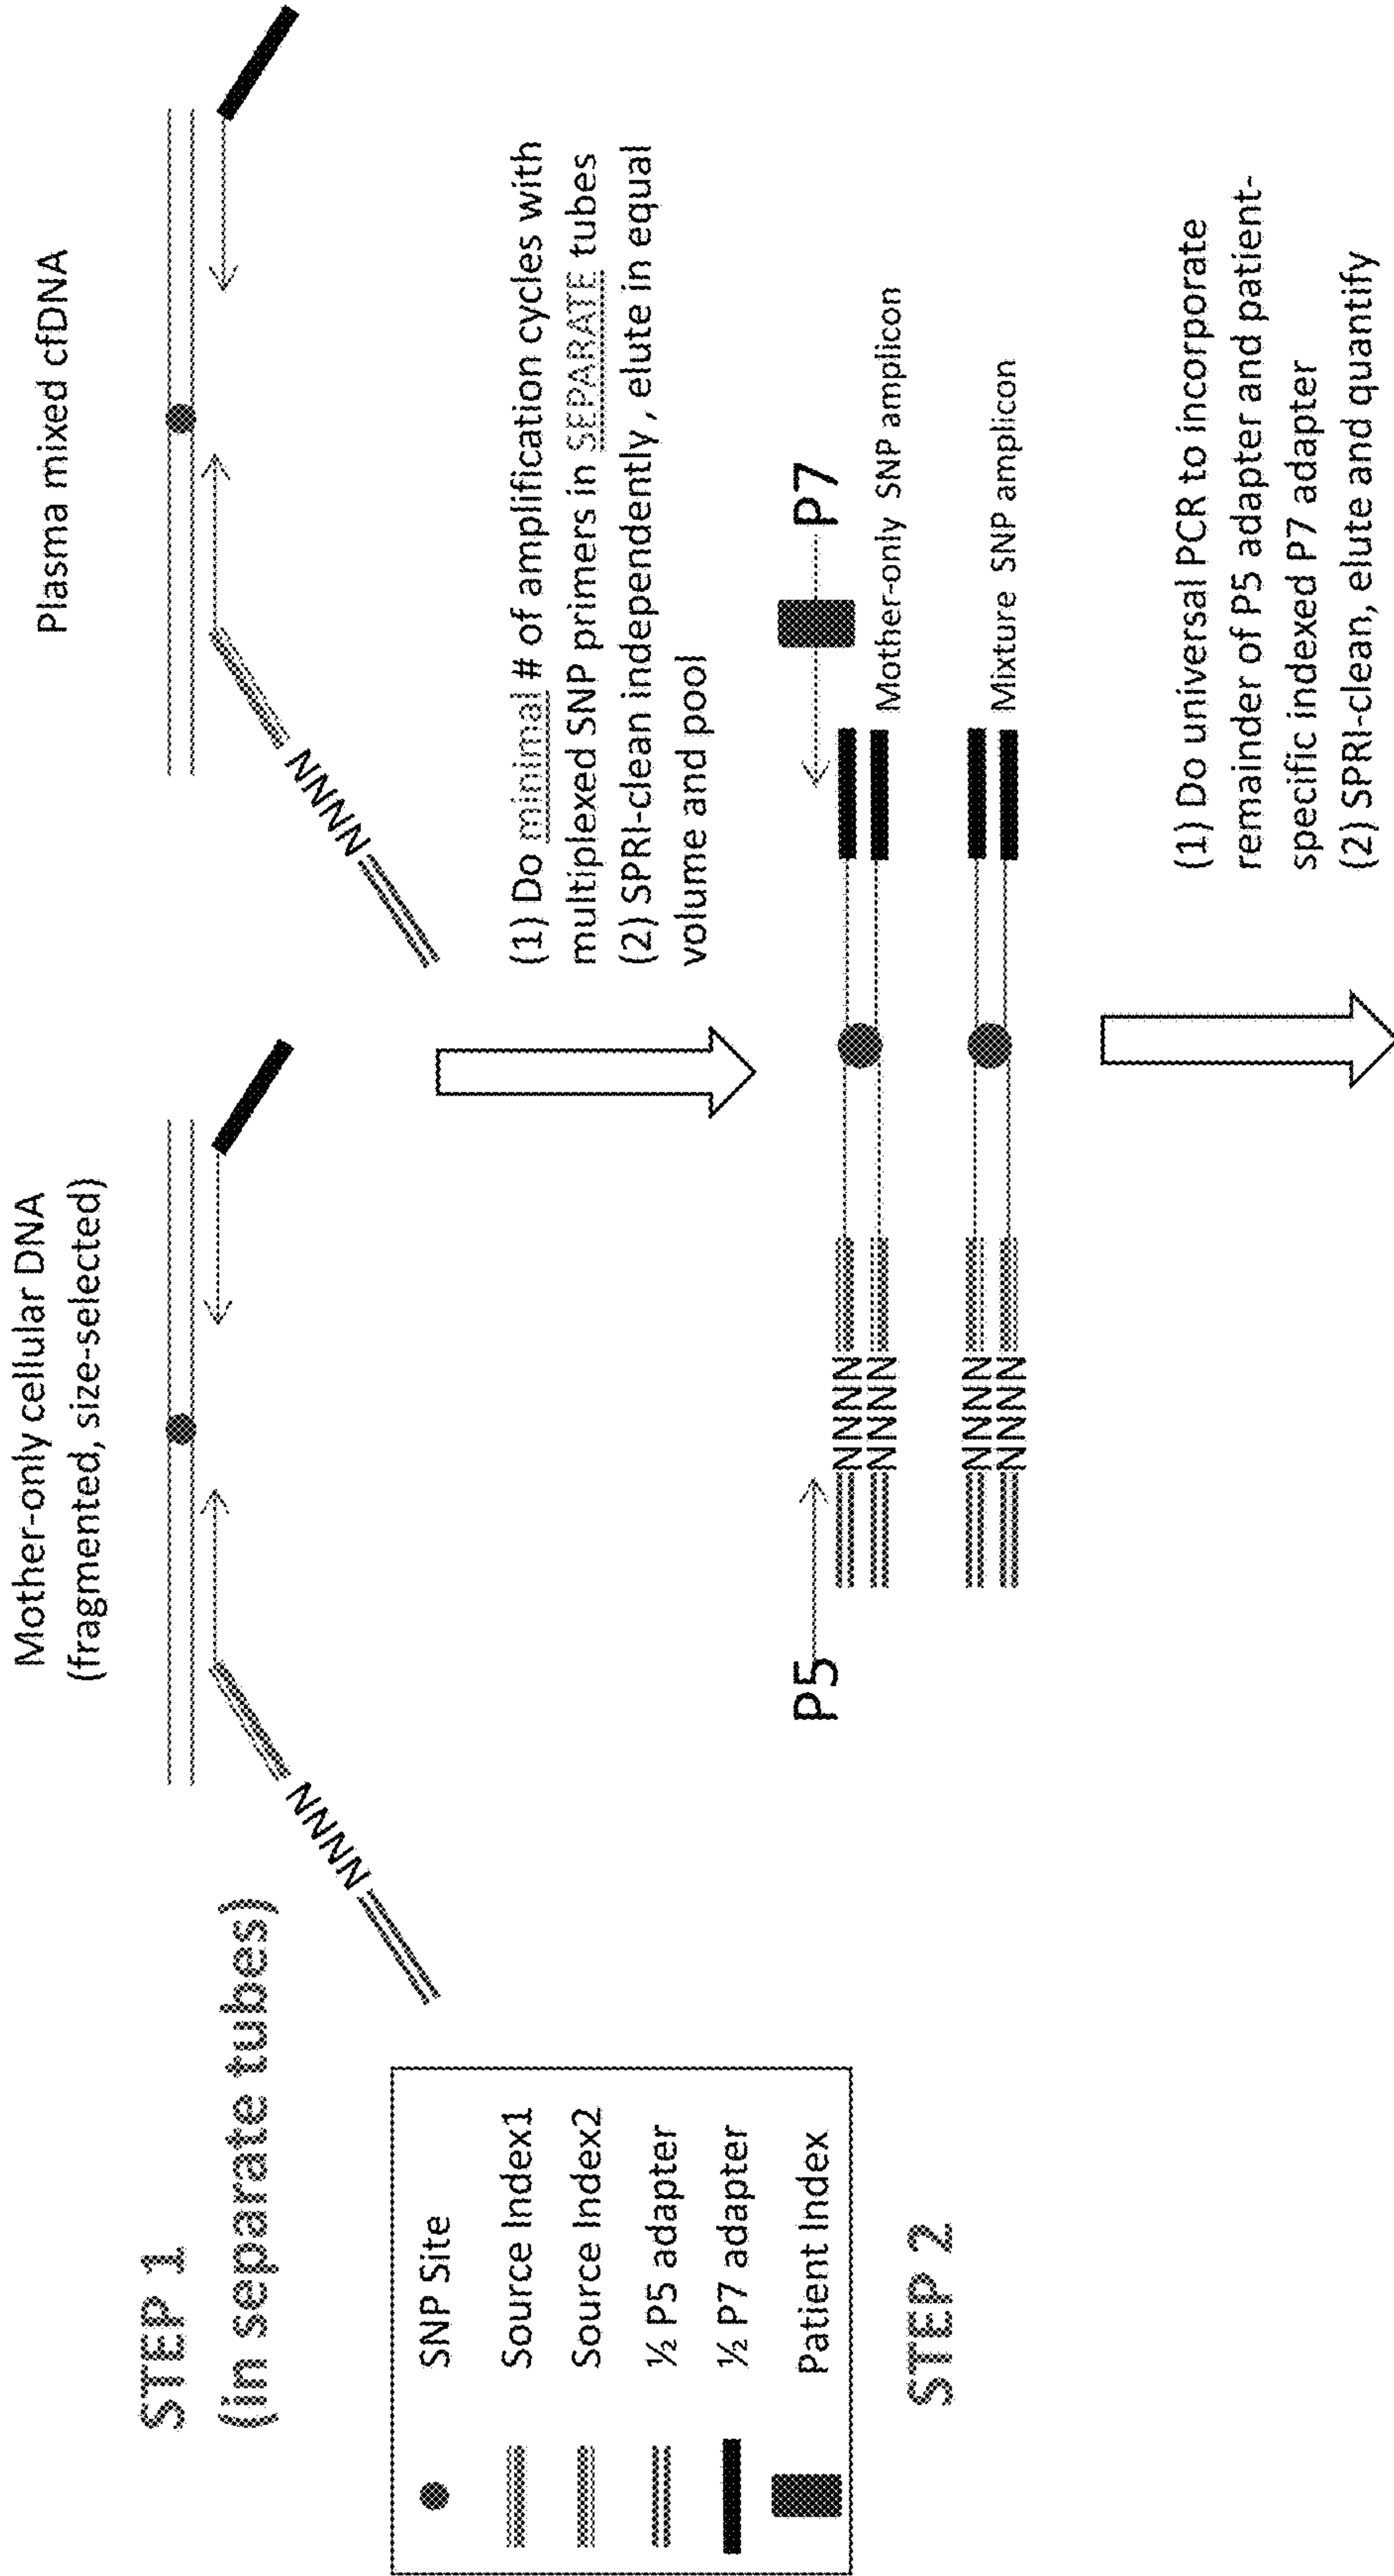 STEP 1
(in separate tubes)
Mother-only cellular DNA
(fragmented, size-selected)
Plasma mixed cfDNA
NNNN
NNNN
SNP Site
Source Index1
Source Index2
½ P5 adapter
½ P7 adapter
Patient Index
(1) Do minimal # of amplification cycles with
multiplexed SNP primers in SEPARATE tubes
(2) SPRI-clean independently, elute in equal
volume and pool
STEP 2
P5
P7
NNNN
NNNN
Mother-only SNP amplicon
NNNN
NNNN
Mixture SNP amplicon
(1) Do universal PCR to incorporate
remainder of P5 adapter and patient-
specific indexed P7 adapter
(2) SPRI-clean, elute and quantify